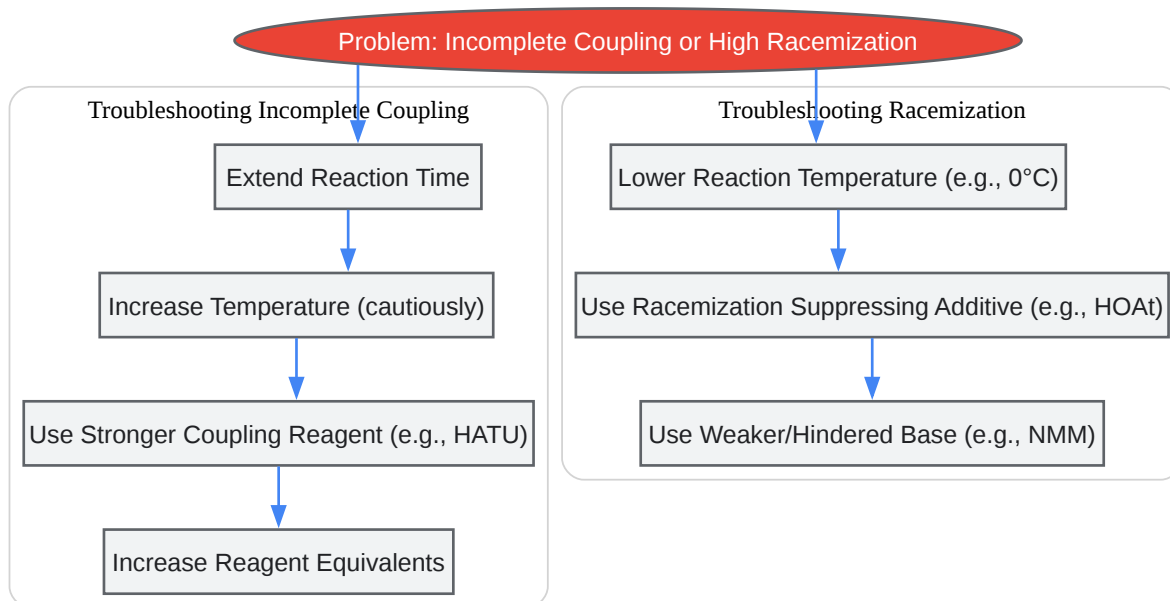 Problem: Incomplete Coupling or High Racemization
Troubleshooting Incomplete Coupling
Extend Reaction Time
Increase Temperature (cautiously)
Use Stronger Coupling Reagent (e.g., HATU)
Increase Reagent Equivalents
Troubleshooting Racemization
Lower Reaction Temperature (e.g., 0°C)
Use Racemization Suppressing Additive (e.g., HOAt)
Use Weaker/Hindered Base (e.g., NMM)